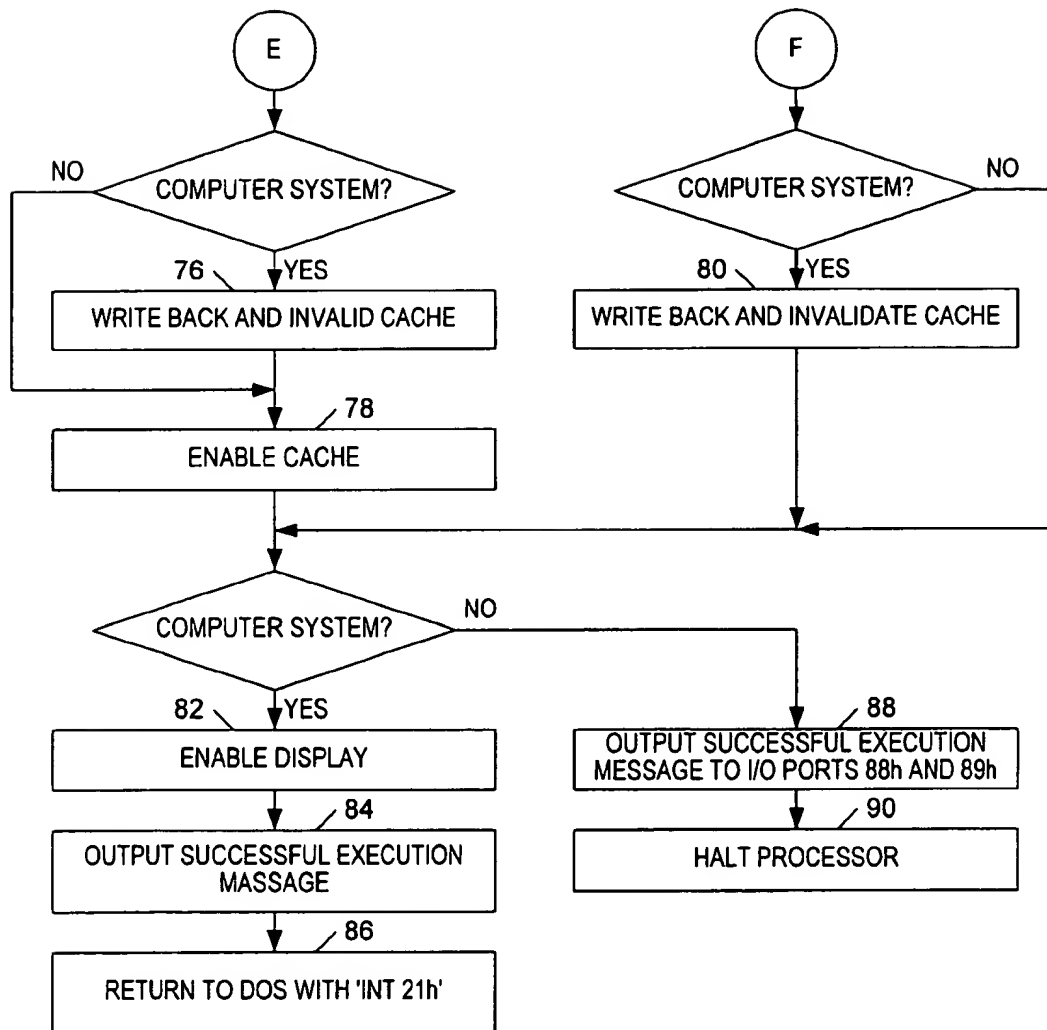 E
F
NO
COMPUTER SYSTEM?
COMPUTER SYSTEM?
NO
76
YES
80
YES
WRITE BACK AND INVALID CACHE
WRITE BACK AND INVALIDATE CACHE
78
ENABLE CACHE
COMPUTER SYSTEM?
NO
82
YES
ENABLE DISPLAY
88
OUTPUT SUCCESSFUL EXECUTION
MESSAGE TO I/O PORTS 88h AND 89h
84
OUTPUT SUCCESSFUL EXECUTION
MASSAGE
90
HALT PROCESSOR
86
RETURN TO DOS WITH 'INT 21h'